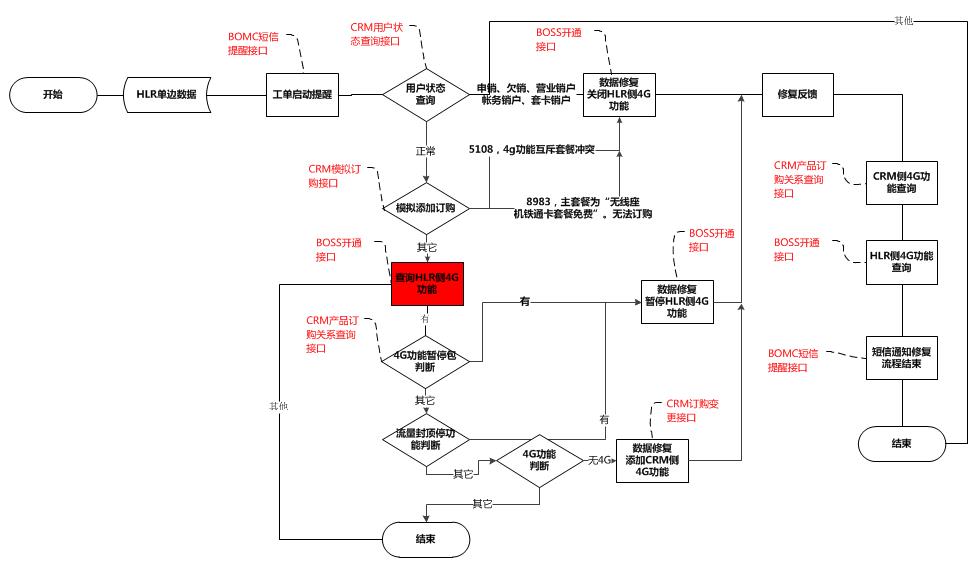 其他
CRM用户状
态查询接口
BOSS开通
接口
BOMC短信
提醒接口
开始
HLR单边数据
工单启动提醒
用户状态
查询
申销、欠销、营业销户
帐务销户、套卡销户
数据修复
关闭HLR侧4G
功能
修复反馈
正常
5108，4g功能互斥套餐冲突
CRM模拟订
购接口
CRM产品订
购关系查询
接口
CRM侧4G功
能查询
模拟添加订购
8983，主套餐为“无线座
机铁通卡套餐免费”。无法订购
其它
BOSS开通
接口
BOSS开通
接口
BOSS开通
接口
HLR侧4G功能
查询
查询HLR侧4G
功能
数据修复
暂停HLR侧4G
功能
有
有
CRM产品订
购关系查询
接口
4G功能暂停包
判断
BOMC短信
提醒接口
短信通知修复
流程结束
其它
其他
CRM订购变
更接口
有
流量封顶停功
能判断
4G功能
判断
无4G
数据修复
添加CRM侧
4G功能
结束
其它
其它
结束